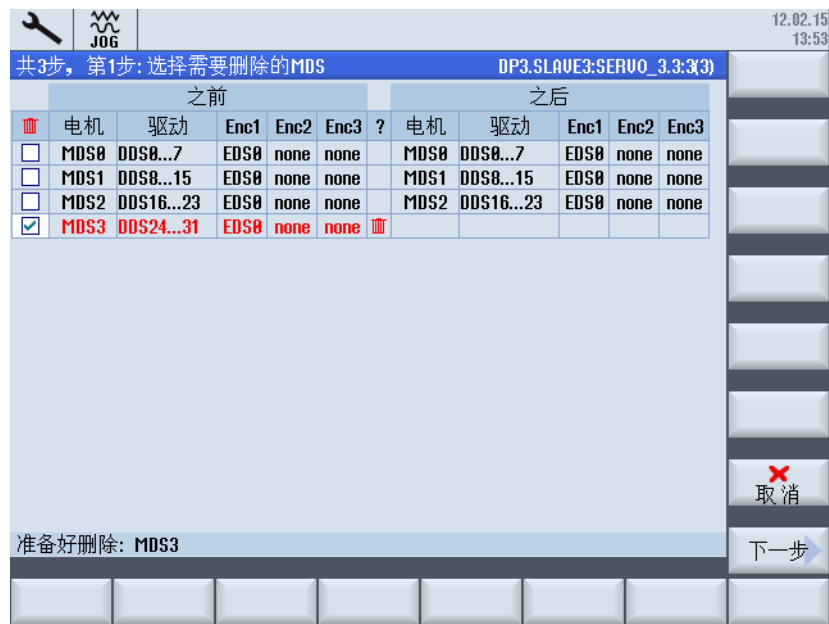 12.02.15
JOG
13:53
共3步，第1步: 选择需要删除的MDS DP3.SLAVE3:SERVO_3.3:3(3)
之前 之后
电机 驱动 Enc1 Enc2 Enc3 ? 电机 驱动 Enc1 Enc2 Enc3
MDS0 DDS0...7 EDS0 none none MDS0 DDS0...7 EDS0 none none
MDS1 DDS8...15 EDS0 none none MDS1 DDS8...15 EDS0 none none
MDS2 DDS16...23 EDS0 none none MDS2 DDS16...23 EDS0 none none
MDS3 DDS24...31 EDS0 none none
取消
准备好删除: MDS3
下一步